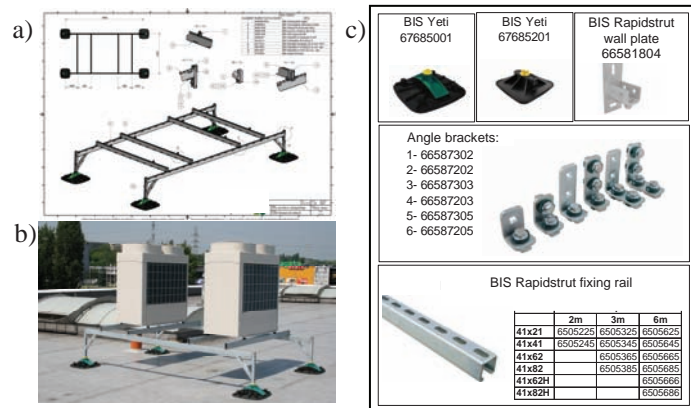 a)
b)
c)
BIS Yeti
67685001
BIS Yeti
67685201
BIS Rapidstrut
wall plate
66581804
Angle brackets:
1- 66587302
2- 66587202
3- 66587303
4- 66587203
5- 66587305
6- 66587205
BIS Rapidstrut fixing rail
2m 3m 6m
41x21 6505225 6505325 6505625
41x41 6505245 6505345 6505645
41x62 6505365 6505665
41x82 6505385 6505685
41x62H 6505666
41x82H 6505686